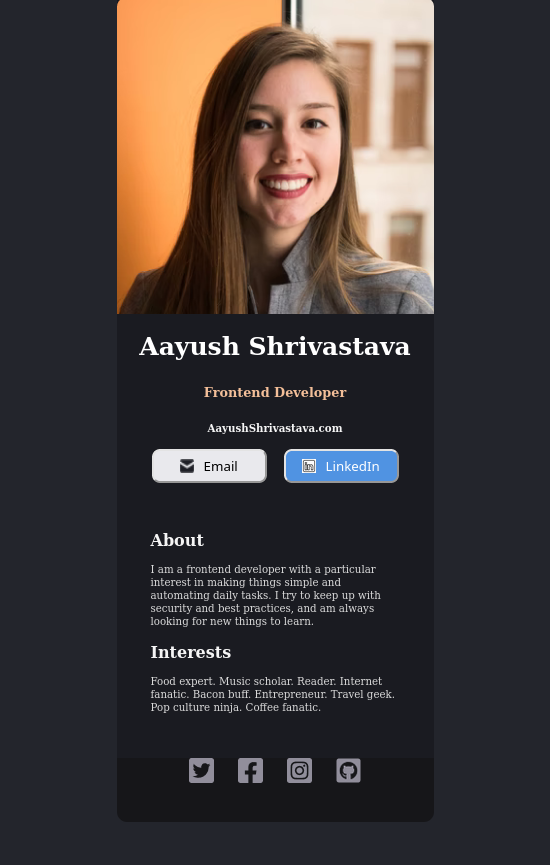 Aayush Shrivastava
Frontend Developer
AayushShrivastava.com
Email
in LinkedIn
About
I am a frontend developer with a particular
interest in making things simple and
automating daily tasks. I try to keep up with
security and best practices, and am always
looking for new things to learn.
Interests
Food expert. Music scholar. Reader. Internet
fanatic. Bacon buff. Entrepreneur. Travel geek.
Pop culture ninja. Coffee fanatic.